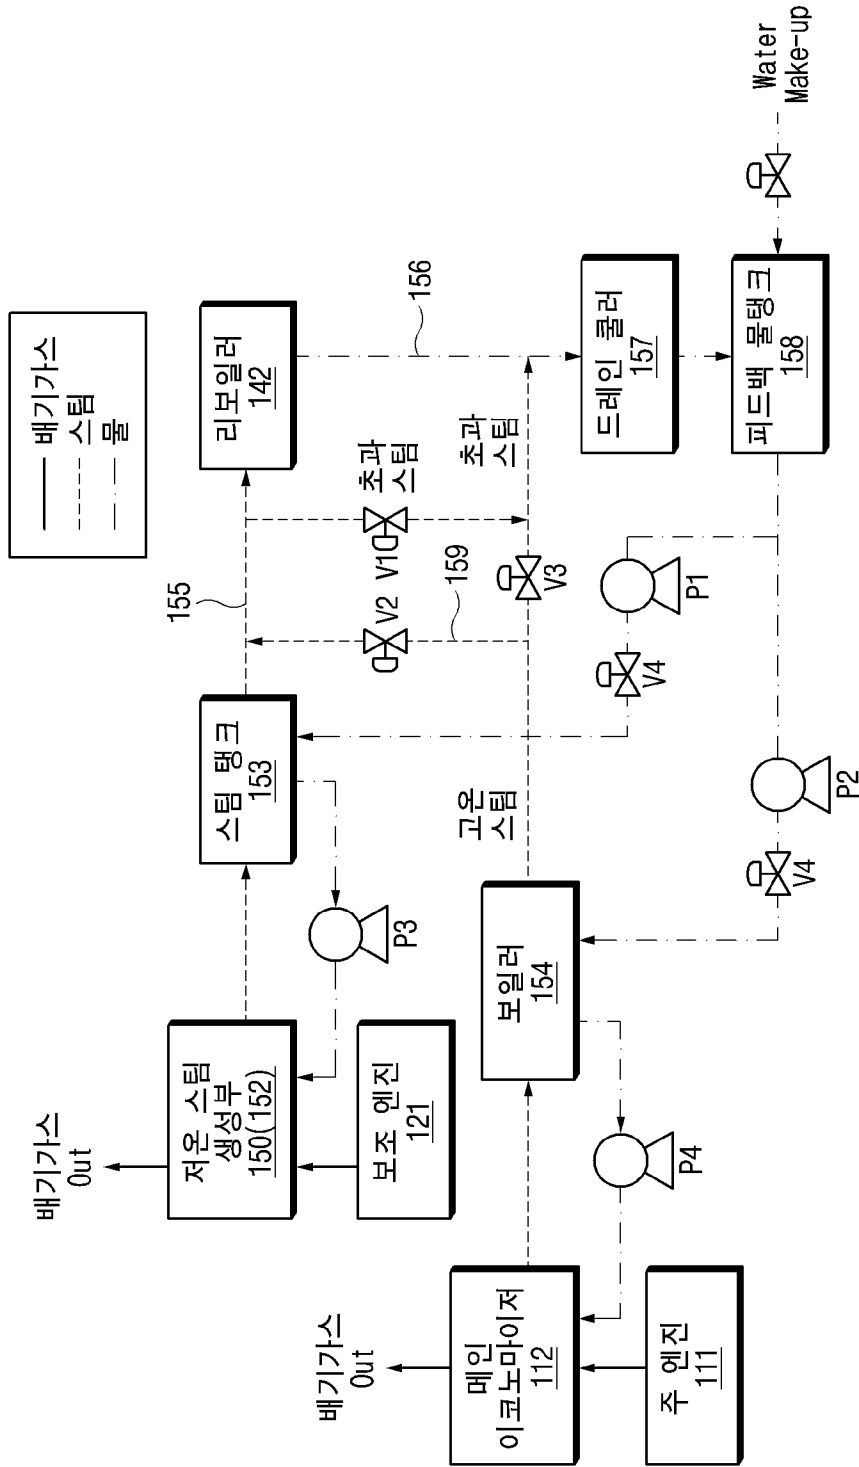 배기가스
스팀
물
배기가스
Out
저온 스팀
생성부
150(152)
보조 엔진
121
P3
스팀 탱크
153
155
리보일러
142
V2
V1
초과
스팀
159
156
배기가스
Out
메인
이코노마이저
112
주 엔진
111
P4
보일러
154
고온
스팀
V3
초과
스팀
드레인 쿨러
157
V4
P1
V4
P2
피드백 물탱크
158
Water
Make-up